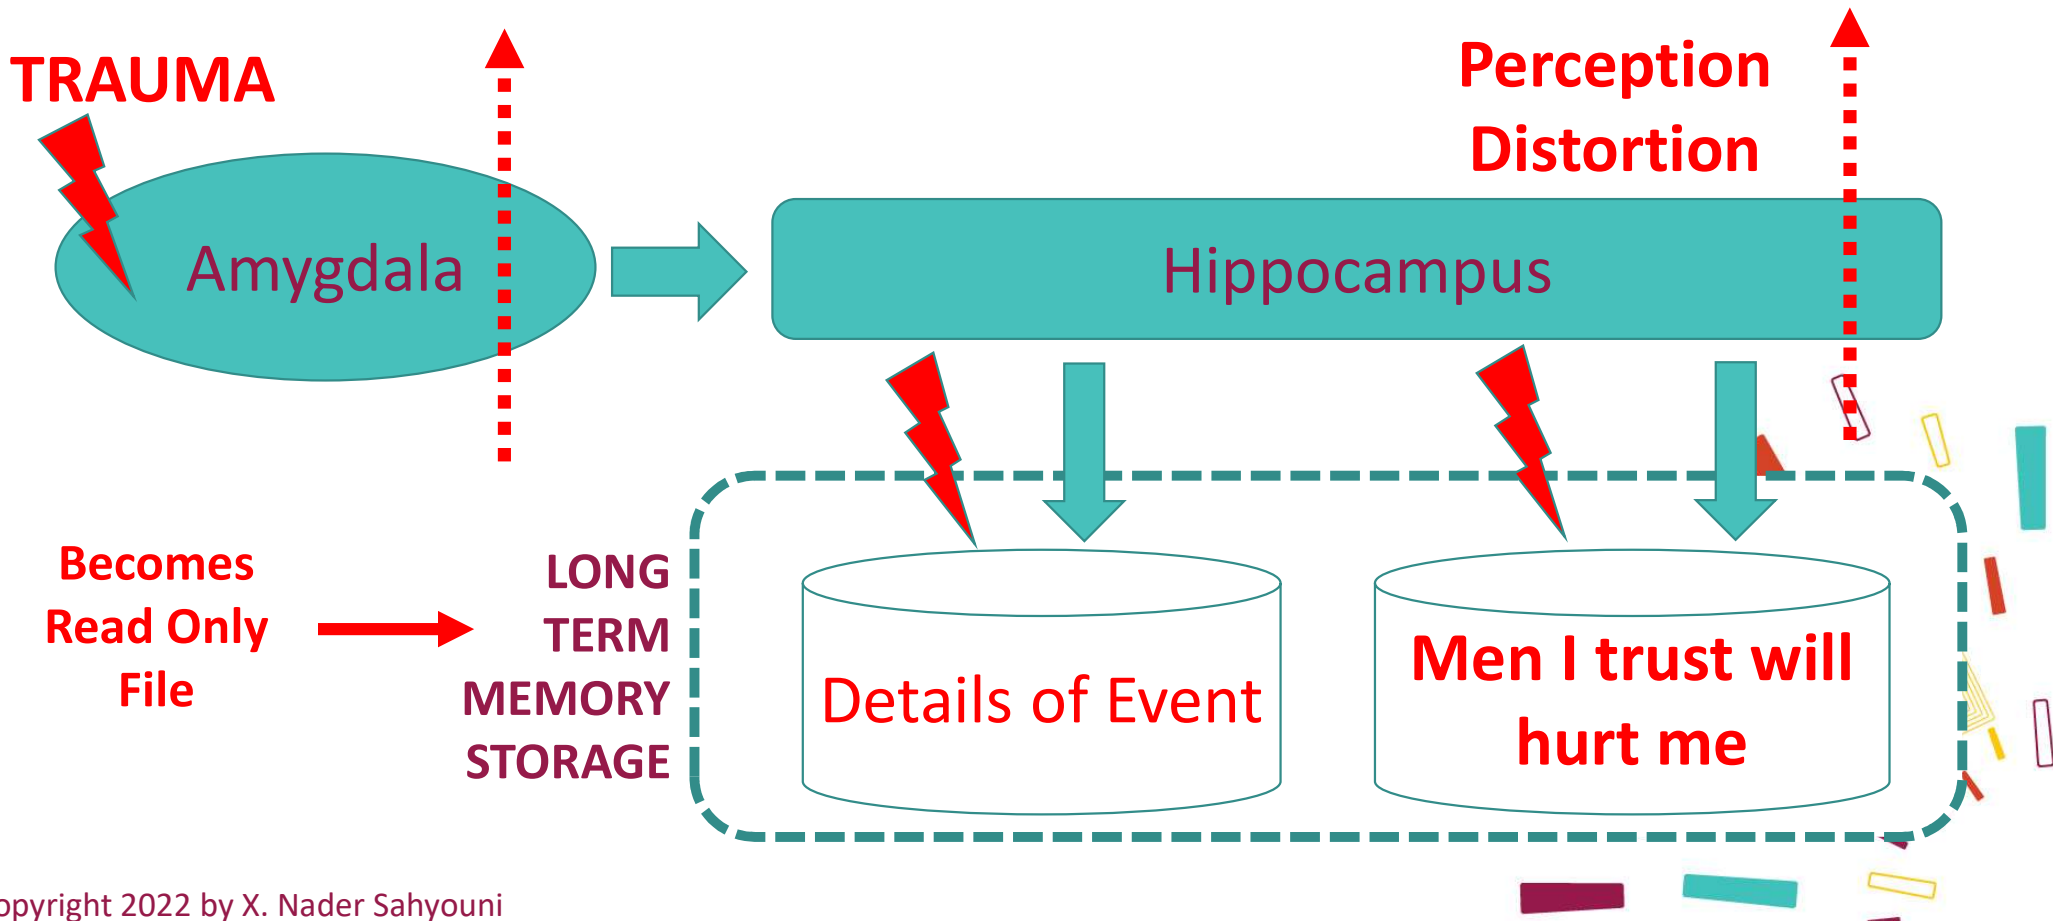 TRAUMA
Perception
Distortion
Amygdala
Hippocampus
Becomes
Read Only
File
LONG
TERM
MEMORY
STORAGE
Details of Event
Men I trust will
hurt me
opyright 2022 by X. Nader Sahyouni